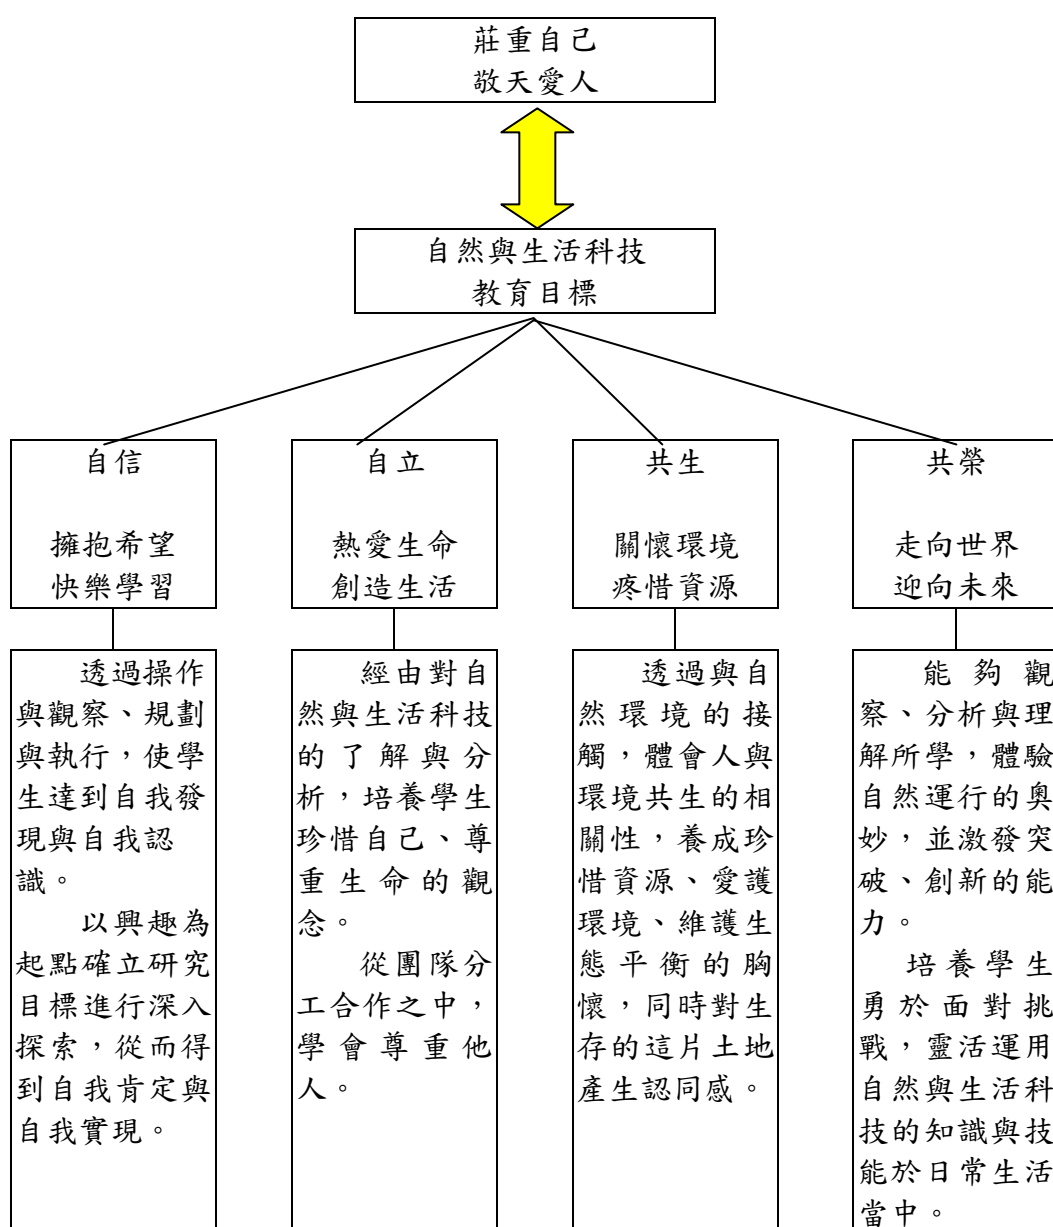 莊重自己
敬天愛人
自然與生活科技
教育目標
自信
擁抱希望
快樂學習
自立
熱愛生命
創造生活
共生
關懷環境
疼惜資源
共榮
走向世界
迎向未來
透過操作
與觀察、規劃
與執行，使學
生達到自我發
現與自我認
識。
以興趣為
起點確立研究
目標進行深入
探索，從而得
到自我肯定與
自我實現。
經由對自
然與生活科技
的了解與分
析，培養學生
珍惜自己、尊
重生命的觀
念。
從團隊分
工合作之中，
學會尊重他
人。
透過與自
然環境的接
觸，體會人與
環境共生的相
關性，養成珍
惜資源、愛護
環境、維護生
態平衡的胸
懷，同時對生
存的這片土地
產生認同感。
能夠觀
察、分析與理
解所學，體驗
自然運行的奧
妙，並激發突
破、創新的能
力。
培養學生
勇於面對挑
戰，靈活運用
自然與生活科
技的知識與技
能於日常生活
當中。